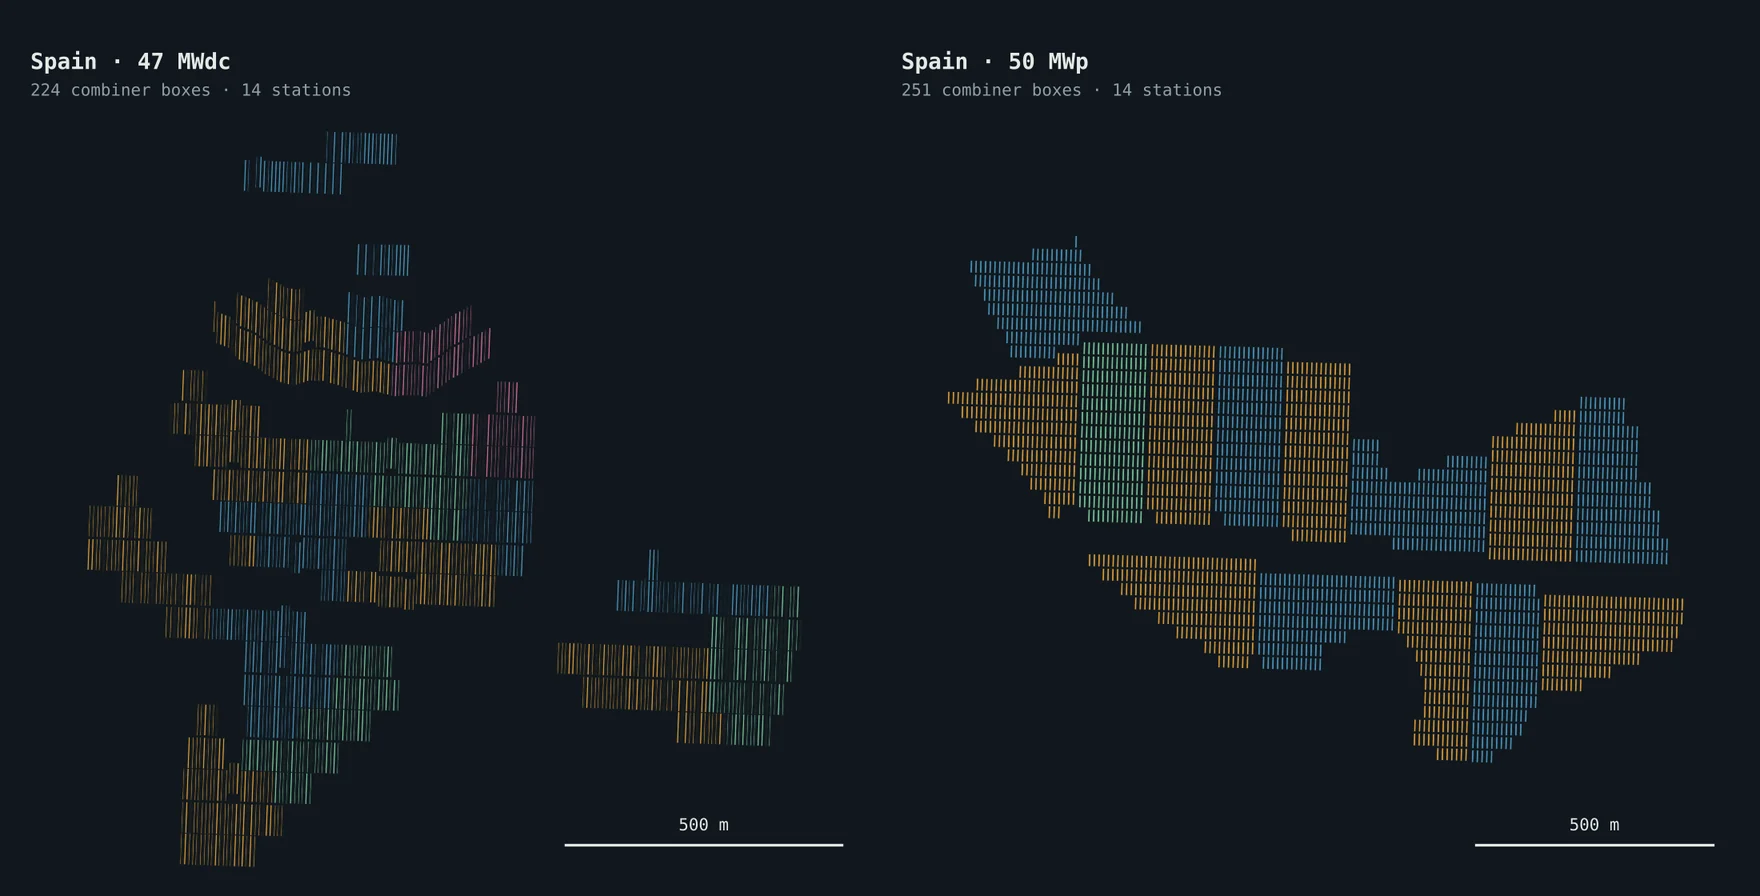 Spain · 47 MWdc
224 combiner boxes · 14 stations
500 m
Spain · 50 MWp
251 combiner boxes · 14 stations
500 m